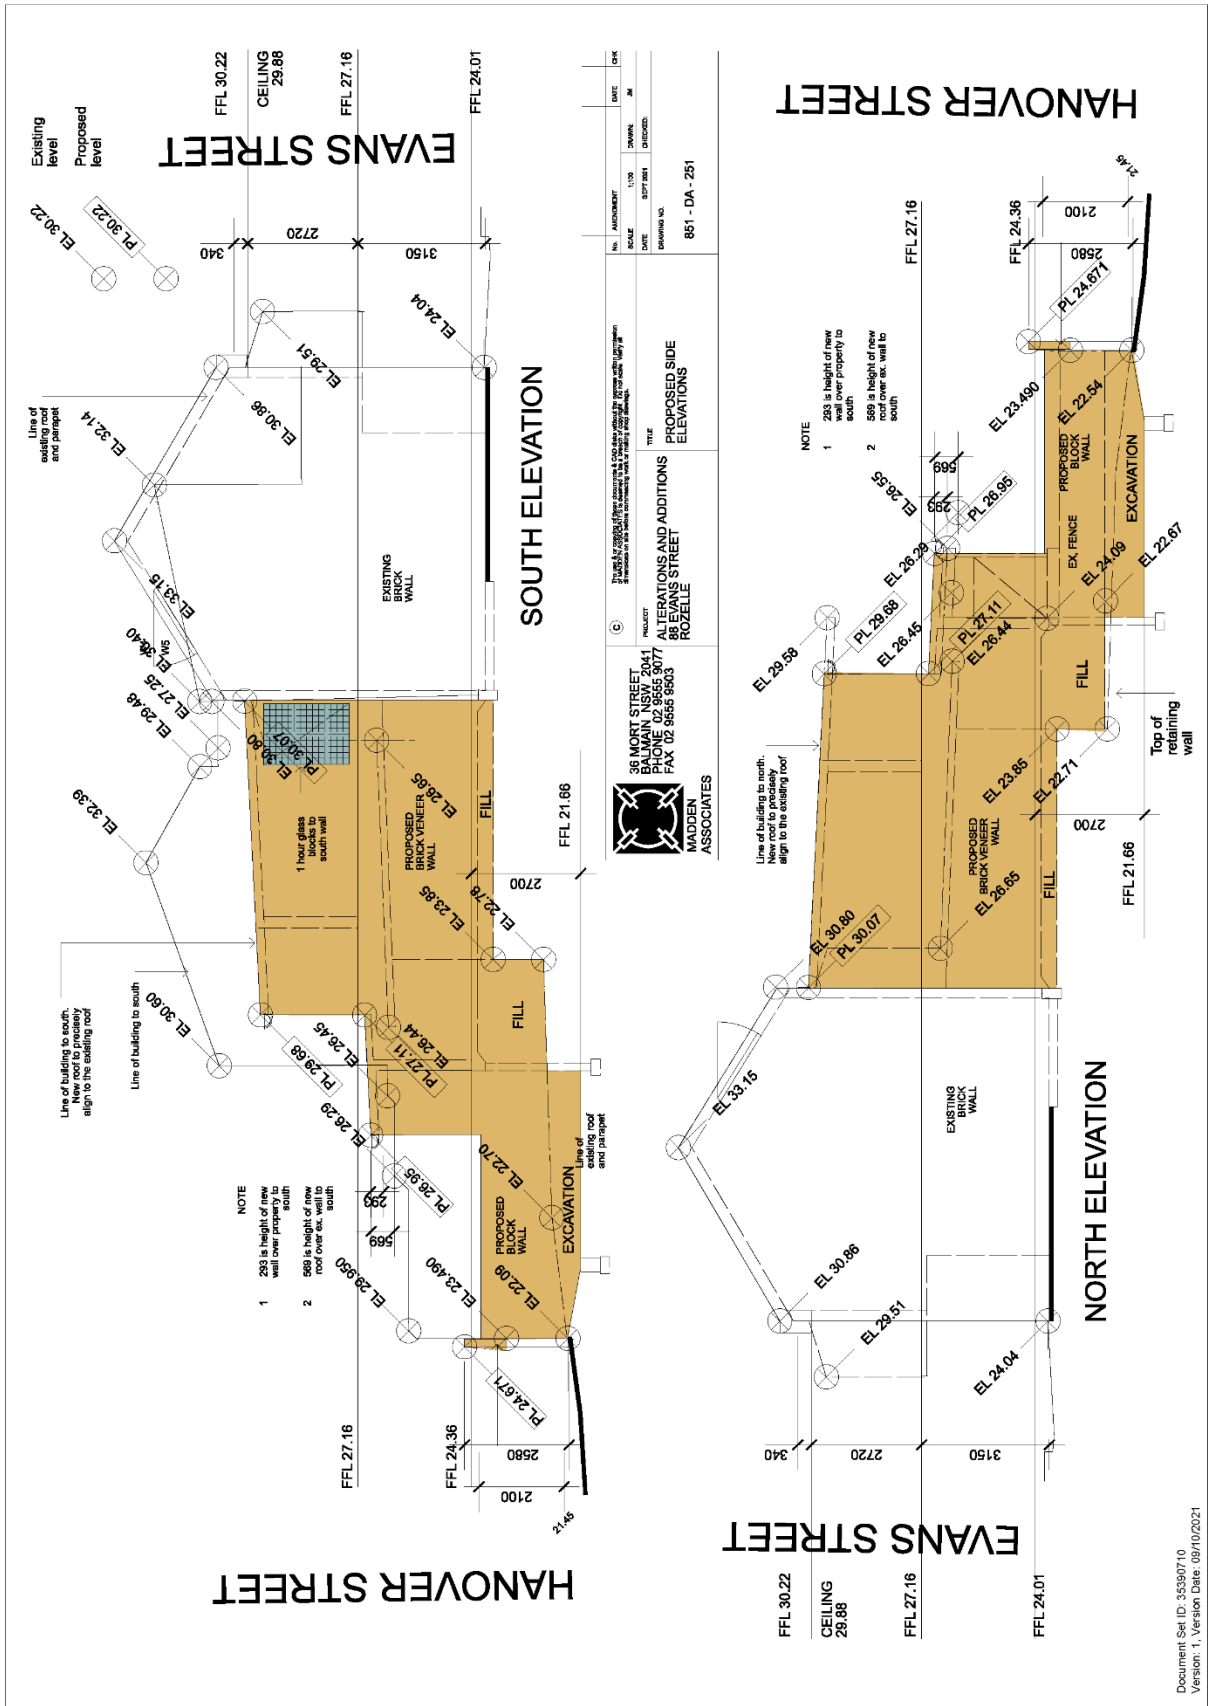 Existing
level
Proposed
level
EL 30.22
PL 30.22
FFL 30.22
CEILING
29.88
FFL 27.16
FFL 24.01
EVANS STREET
340
2720
3150
EL 24.04
EL 29.51
EL 30.86
Line of
existing roof
and parapet
EL 32.14
EL 33.15
EXISTING
BRICK
WALL
SOUTH ELEVATION
W5
EL 27.25
EL 29.48
EL 30.80
PL 30.07
EL 32.39
1 hour glass
blocks to
south wall
EL 26.65
PROPOSED
BRICK VENEER
WALL
FILL
FFL 21.66
2700
EL 23.85
EL 22.78
Line of building to south.
New roof to precisely
align to the existing roof
Line of building to south
EL 30.60
PL 29.68
EL 26.45
EL 26.44
PL 27.11
FILL
EL 26.29
PL 26.95
293
569
NOTE
1 293 is height of new
wall over property to
south
2 569 is height of new
roof over ex. wall to
south
EL 22.70
PROPOSED
BLOCK
WALL
EXCAVATION
Line of
existing roof
and parapet
EL 29.950
EL 23.490
EL 22.09
PL 24.671
FFL 27.16
FFL 24.36
2580
2100
21.45
HANOVER STREET
No. AMENDMENT DATE CHK
SCALE 1:100 DRAWN: JM
DATE SEPT 2021 CHECKED:
DRAWING NO.
851 - DA - 251
TITLE
PROPOSED SIDE
ELEVATIONS
C
PROJECT
ALTERATIONS AND ADDITIONS
88 EVANS STREET
ROZELLE
36 MORT STREET
BALMAIN NSW 2041
PHONE 02 9555 9077
FAX 02 9555 9503
MADDEN
ASSOCIATES
HANOVER STREET
21.45
FFL 27.16
FFL 24.36
2100
2580
PL 24.671
EL 23.490
EL 22.54
NOTE
1 293 is height of new
wall over property to
south
2 569 is height of new
roof over ex. wall to
south
569
293
EL 26.55
PL 26.95
PROPOSED
BLOCK
WALL
EXCAVATION
EX. FENCE
EL 26.29
EL 24.09
EL 22.67
EL 29.58
PL 29.68
EL 26.45
PL 27.11
EL 26.44
FILL
Top of
retaining
wall
EL 23.85
EL 22.71
Line of building to north.
New roof to precisely
align to the existing roof
PROPOSED
BRICK VENEER
WALL
2700
FFL 21.66
FILL
EL 26.65
EL 30.80
PL 30.07
EL 33.15
EXISTING
BRICK
WALL
NORTH ELEVATION
EL 30.86
EL 29.51
EL 24.04
340
2720
3150
EVANS STREET
FFL 30.22
CEILING
29.88
FFL 27.16
FFL 24.01
Document Set ID: 35390710
Version: 1, Version Date: 09/10/2021